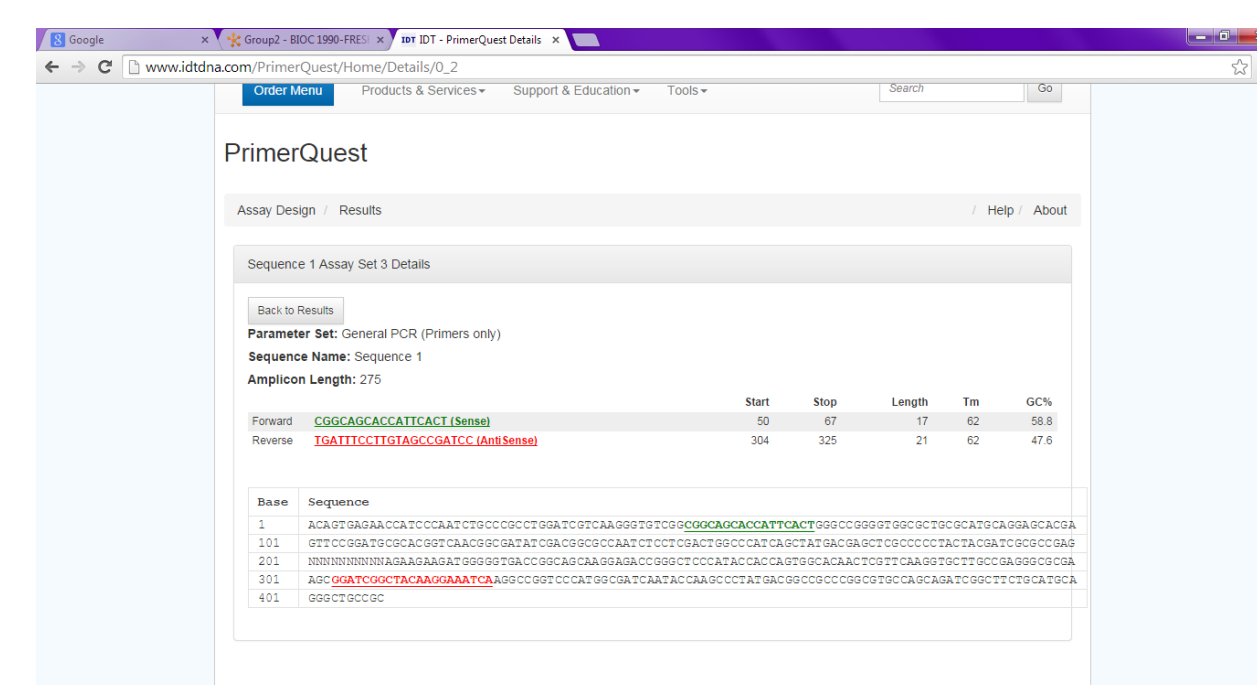 Google
Group2 - BIOC 1990-FRES
IDT IDT - PrimerQuest Details
www.idtdna.com/PrimerQuest/Home/Details/0_2
Order Menu Products & Services Support & Education Tools Search Go
PrimerQuest
Assay Design / Results / Help / About
Sequence 1 Assay Set 3 Details
Back to Results
Parameter Set: General PCR (Primers only)
Sequence Name: Sequence 1
Amplicon Length: 275
Start Stop Length Tm GC%
Forward CGGCAGCACCATTCACT (Sense) 50 67 17 62 58.8
Reverse TGATTTCCTTGTAGCCGATCC (AntiSense) 304 325 21 62 47.6
Base Sequence
1 ACAGTGAGAACCATCCCAATCTGCCCGCCTGGATCGTCAAGGGTGTCGGCGGCAGCACCATTCACTGGGCCGGGGTGGCGCTGCGCATGCAGGAGCACGA
101 GTTCCGGATGCGCACGGTCAACGGCGATATCGACGGCGCCAATCTCCTCGACTGGCCCATCAGCTATGACGAGCTCGCCCCCTACTACGATCGCGCCGAG
201 NNNNNNNNNNAGAAGAAGATGGGGGTGACCGGCAGCAAGGAGACCGGGCTCCCATACCACCAGTGGCACAACTCGTTCAAGGTGCTTGCCGAGGGCGCGA
301 AGCGGATCGGCTACAAGGAAATCAAGGCCGGTCCCATGGCGATCAATACCAAGCCCTATGACGGCCGCCCGGCGTGCCAGCAGATCGGCTTCTGCATGCA
401 GGGCTGCCGC